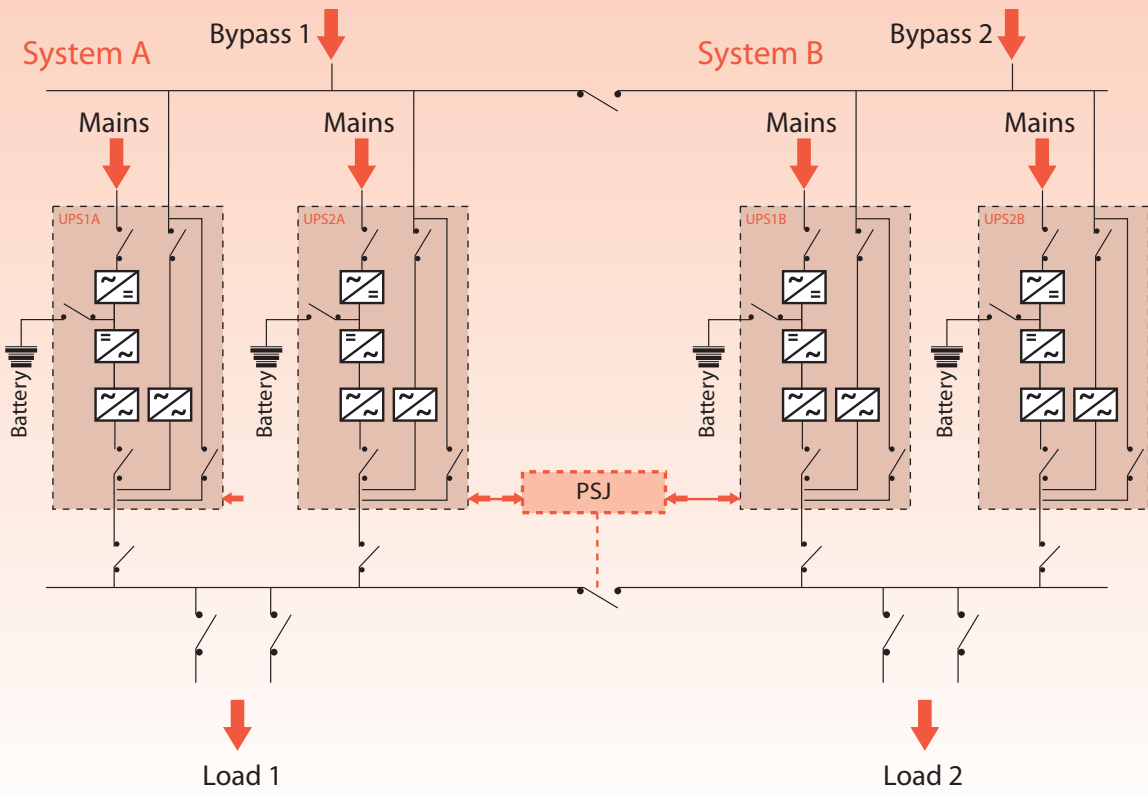 Bypass 1
Bypass 2
System A
System B
Mains
Mains
Mains
Mains
UPS1A
UPS2A
UPS1B
UPS2B
Battery
Battery
Battery
Battery
PSJ
Load 1
Load 2